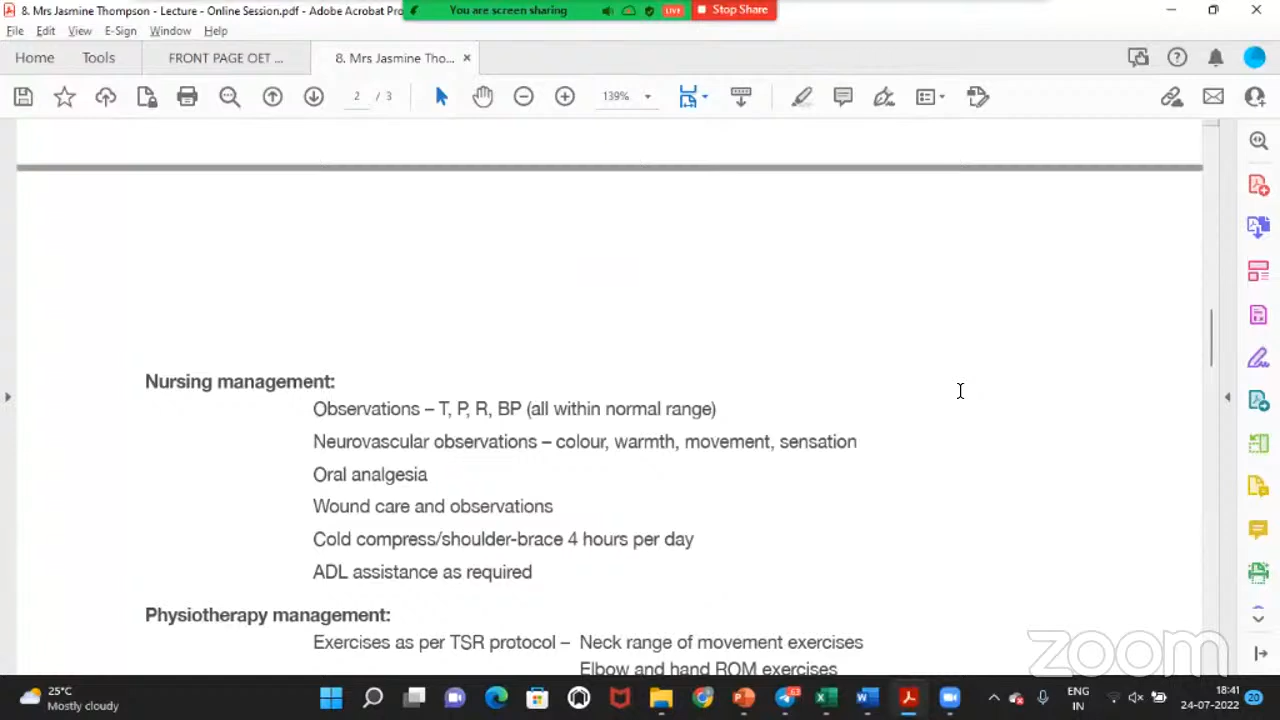 8. Mrs Jasmine Thompson - Lecture - Online Session.pdf - Adobe Acrobat Pro
You are screen sharing
LIVE
Stop Share
File Edit View E-Sign Window Help
Home Tools FRONT PAGE OET ... 8. Mrs Jasmine Tho... ×
2 / 3 139%
Nursing management:
Observations – T, P, R, BP (all within normal range)
Neurovascular observations – colour, warmth, movement, sensation
Oral analgesia
Wound care and observations
Cold compress/shoulder-brace 4 hours per day
ADL assistance as required
Physiotherapy management:
Exercises as per TSR protocol – Neck range of movement exercises
Elbow and hand ROM exercises
zoom
25°C
Mostly cloudy
ENG
IN
18:41
24-07-2022
20